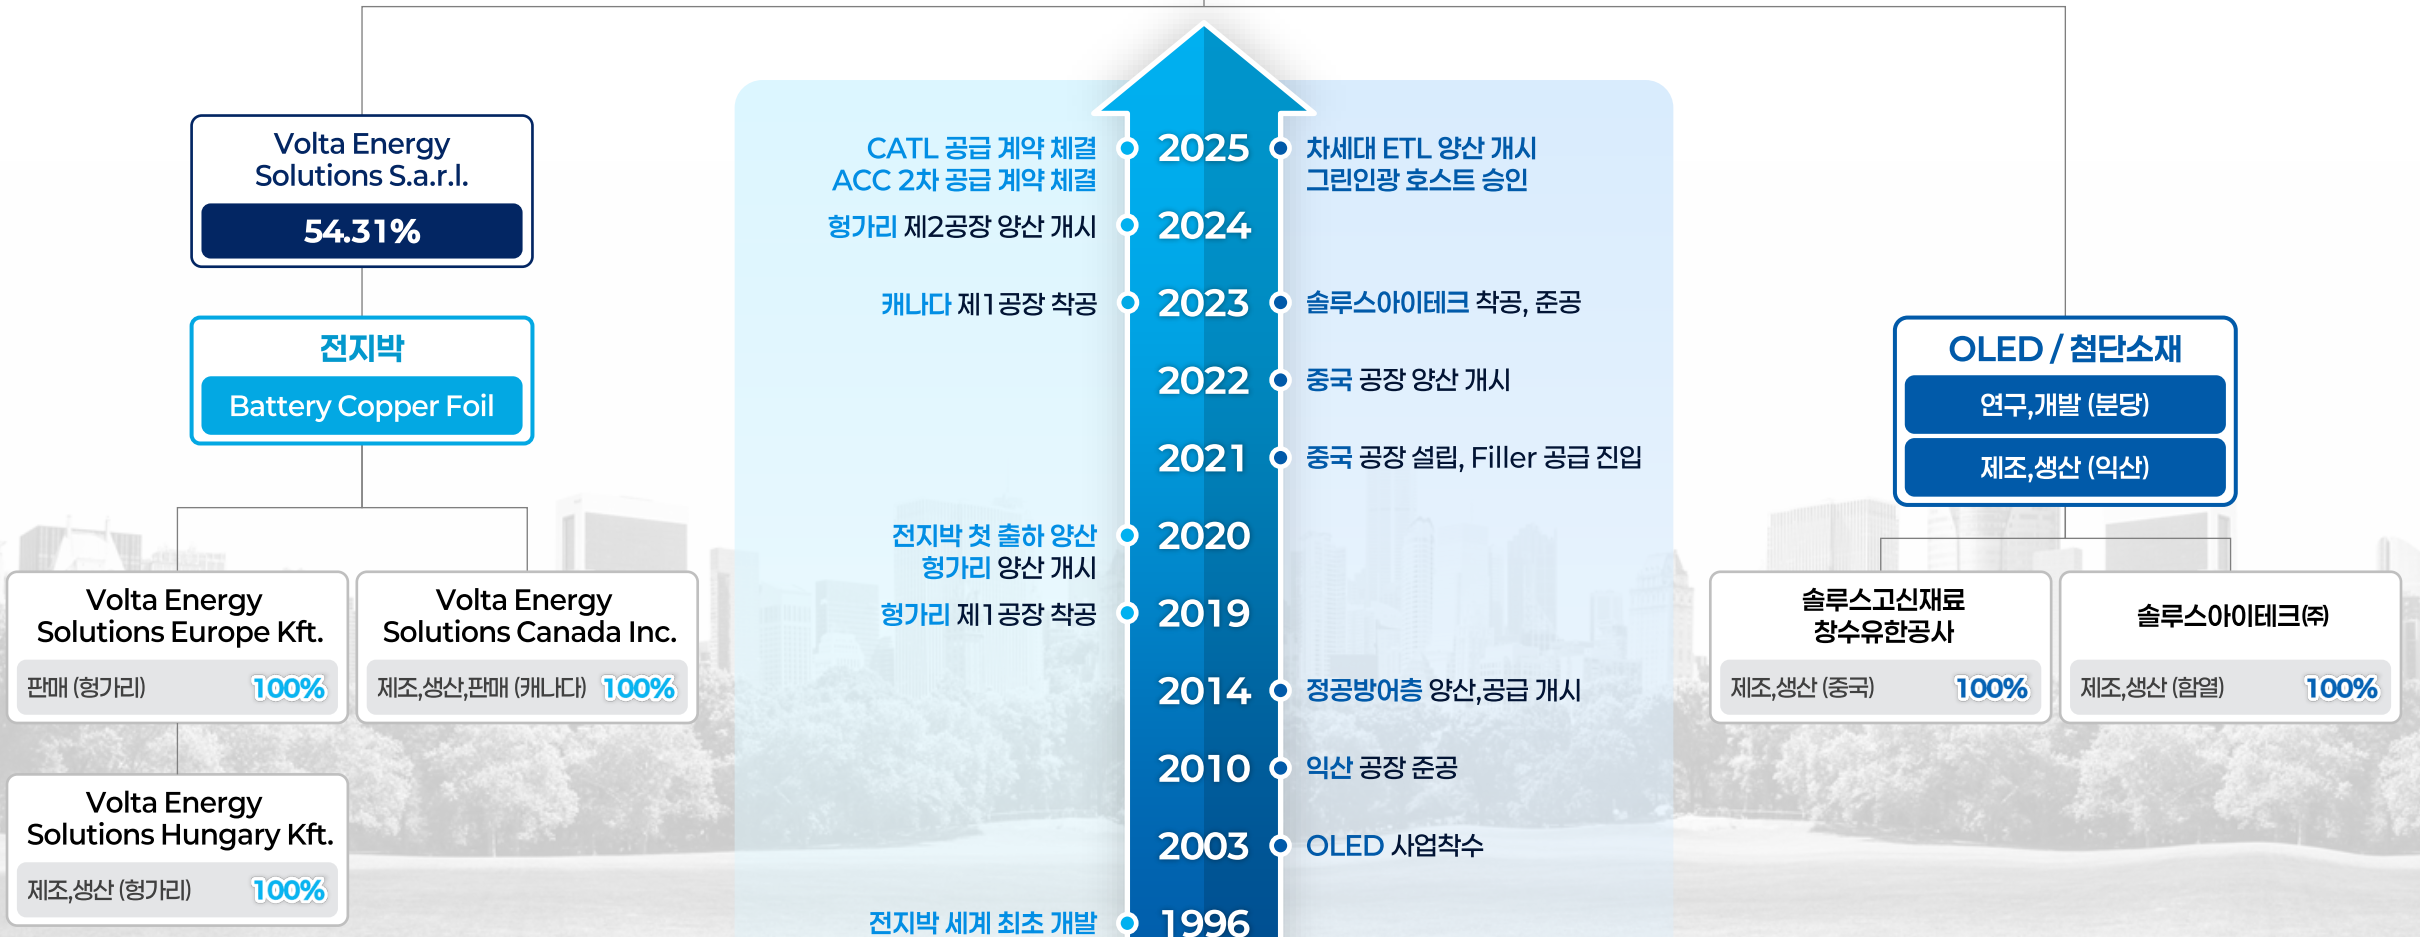 Volta Energy
Solutions S.a.r.l.
54.31%
전지박
Battery Copper Foil
Volta Energy
Solutions Europe Kft.
판매 (헝가리)
100%
Volta Energy
Solutions Canada Inc.
제조,생산,판매 (캐나다)
100%
Volta Energy
Solutions Hungary Kft.
제조,생산 (헝가리)
100%
CATL 공급 계약 체결
ACC 2차 공급 계약 체결
2025
차세대 ETL 양산 개시
그린인광 호스트 승인
헝가리 제2공장 양산 개시
2024
캐나다 제1공장 착공
2023
솔루스아이테크 착공, 준공
2022
중국 공장 양산 개시
2021
중국 공장 설립, Filler 공급 진입
전지박 첫 출하 양산
헝가리 양산 개시
2020
헝가리 제1공장 착공
2019
2014
정공방어층 양산,공급 개시
2010
익산 공장 준공
2003
OLED 사업착수
전지박 세계 최초 개발
1996
OLED / 첨단소재
연구,개발 (분당)
제조,생산 (익산)
솔루스고신재료
창수유한공사
제조,생산 (중국)
100%
솔루스아이테크㈜
제조,생산 (함열)
100%